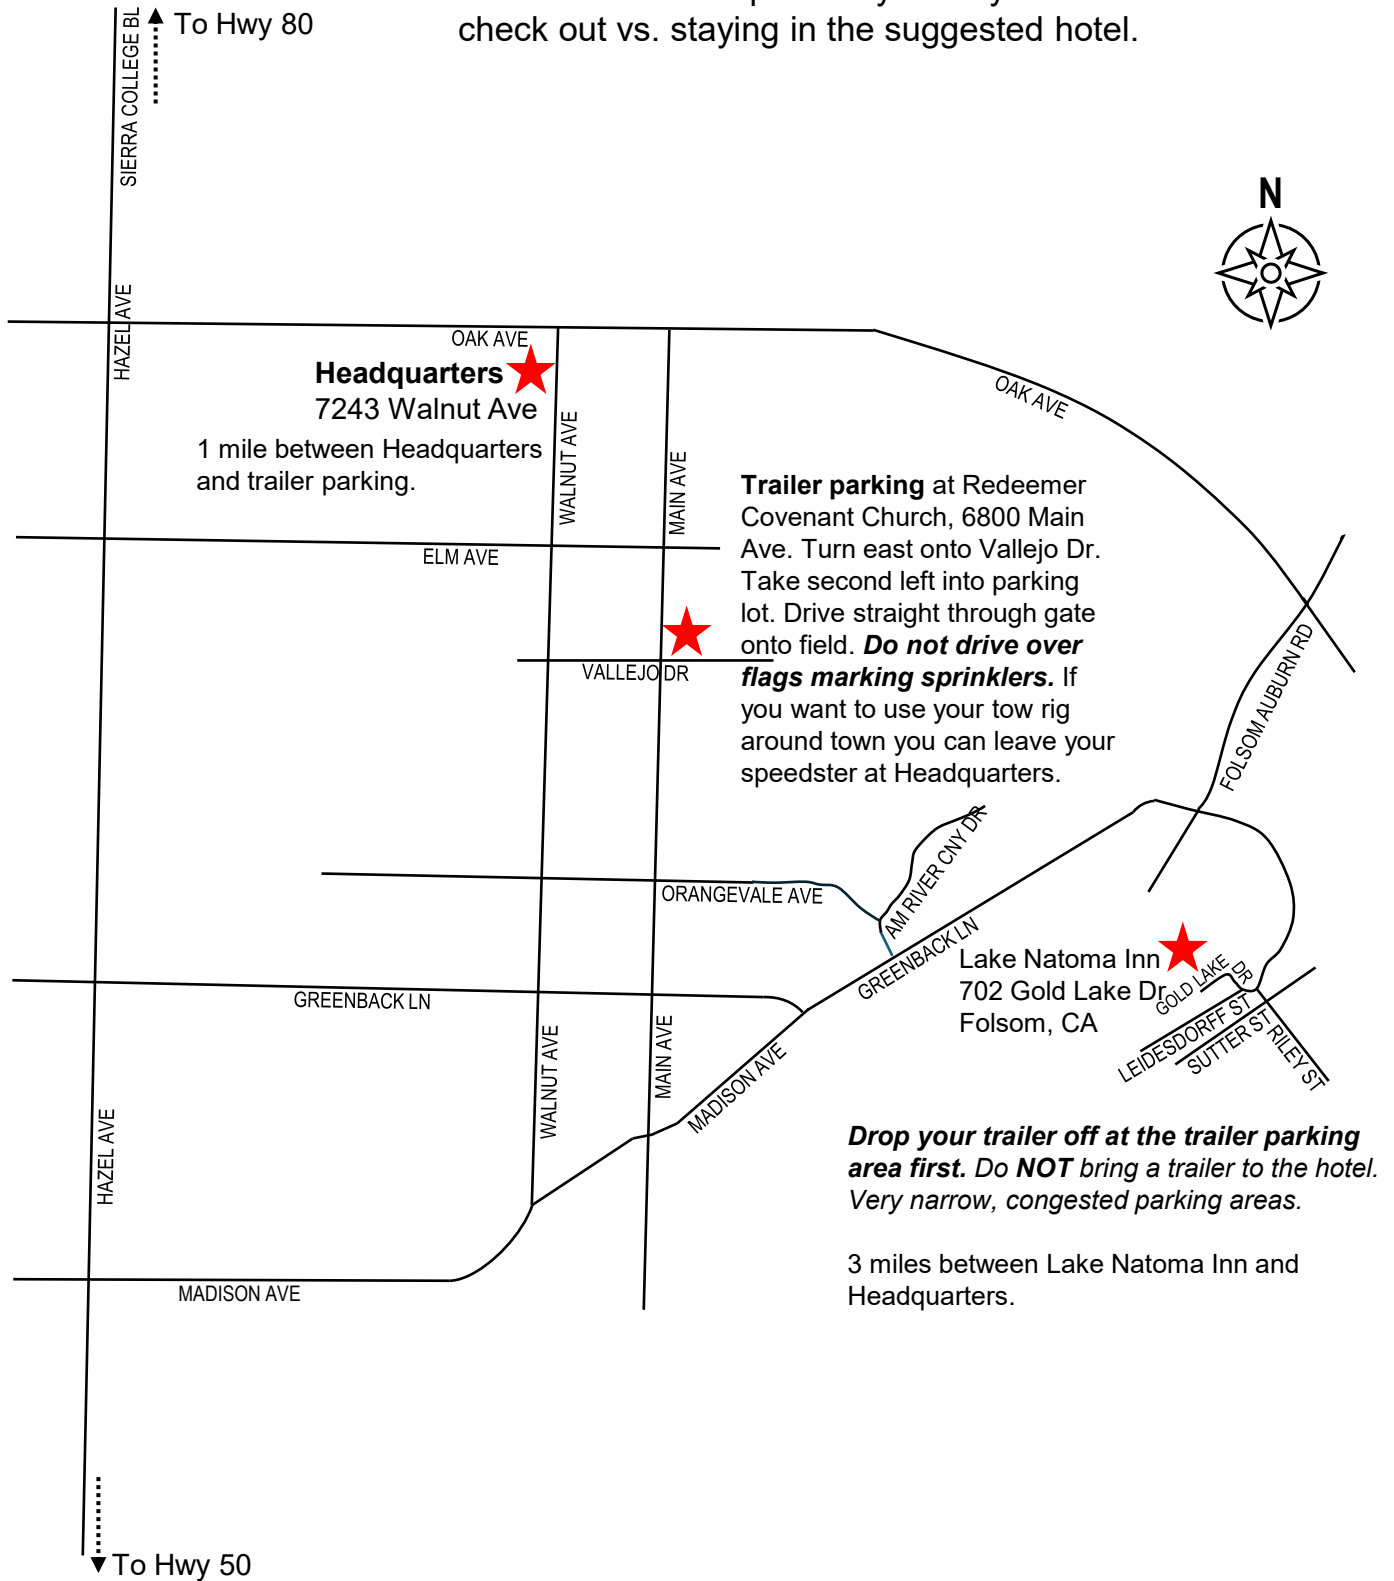 check out vs. staying in the suggested hotel.
To Hwy 80
SIERRA COLLEGE BL
N
HAZEL AVE
OAK AVE
OAK AVE
Headquarters
7243 Walnut Ave
1 mile between Headquarters
and trailer parking.
WALNUT AVE
MAIN AVE
Trailer parking at Redeemer
Covenant Church, 6800 Main
Ave. Turn east onto Vallejo Dr.
Take second left into parking
lot. Drive straight through gate
onto field. Do not drive over
flags marking sprinklers. If
you want to use your tow rig
around town you can leave your
speedster at Headquarters.
ELM AVE
VALLEJO DR
FOLSOM AUBURN RD
AM RIVER CNY DR
ORANGEVALE AVE
GREENBACK LN
GREENBACK LN
Lake Natoma Inn
702 Gold Lake Dr
Folsom, CA
GOLD LAKE DR
LEIDESDORFF ST
SUTTER ST
RILEY ST
WALNUT AVE
MAIN AVE
MADISON AVE
HAZEL AVE
Drop your trailer off at the trailer parking
area first. Do NOT bring a trailer to the hotel.
Very narrow, congested parking areas.
3 miles between Lake Natoma Inn and
Headquarters.
MADISON AVE
To Hwy 50